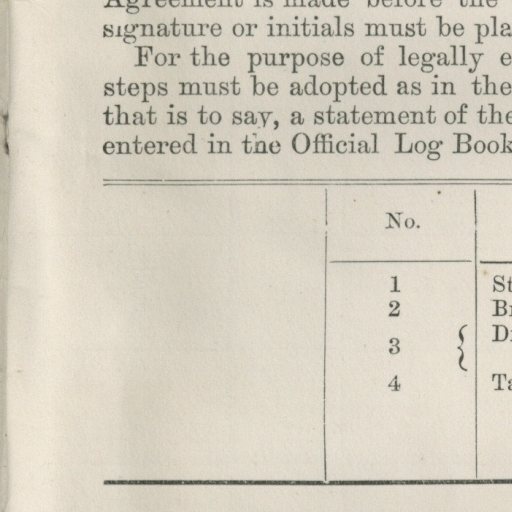 Agreement is made before the
signature or initials must be pla
For the purpose of legally e
steps must be adopted as in the
that is to say, a statement of the
entered in the Official Log Book
No.
1 St
2 Br
3 { Di
4 Ta